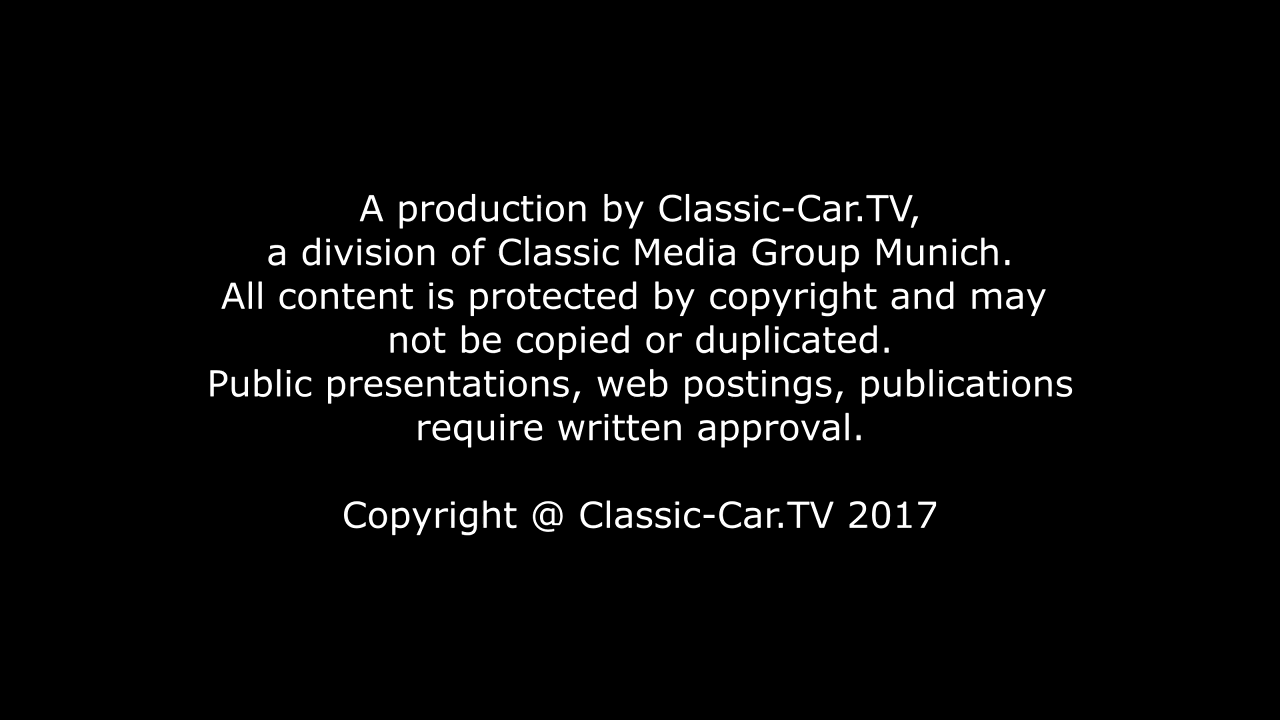 A production by Classic-Car.TV,
a division of Classic Media Group Munich.
All content is protected by copyright and may
not be copied or duplicated.
Public presentations, web postings, publications
require written approval.
Copyright @ Classic-Car.TV 2017